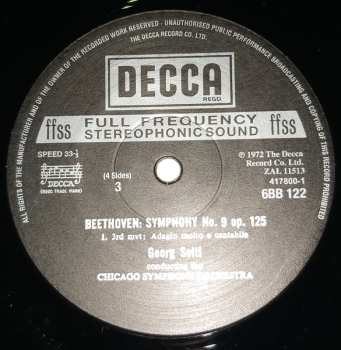 ALL RIGHTS OF THE MANUFACTURER AND OF THE OWNER OF THE RECORDED WORK RESERVED · UNAUTHORISED PUBLIC PERFORMANCE BROADCASTING AND COPYING OF THIS RECORD PROHIBITED
THE DECCA RECORD CO. LTD.
DECCA
REGD
ffss FULL FREQUENCY ffss
STEREOPHONIC SOUND
SPEED 33⅓
DECCA
(4 Sides)
3
℗ 1972 The Decca
Record Co. Ltd.
ZAL 11513
417800-1
6BB 122
BEETHOVEN: SYMPHONY No. 9 op. 125
1. 3rd mvt: Adagio molto e cantabile
Georg Solti
conducting the
CHICAGO SYMPHONY ORCHESTRA